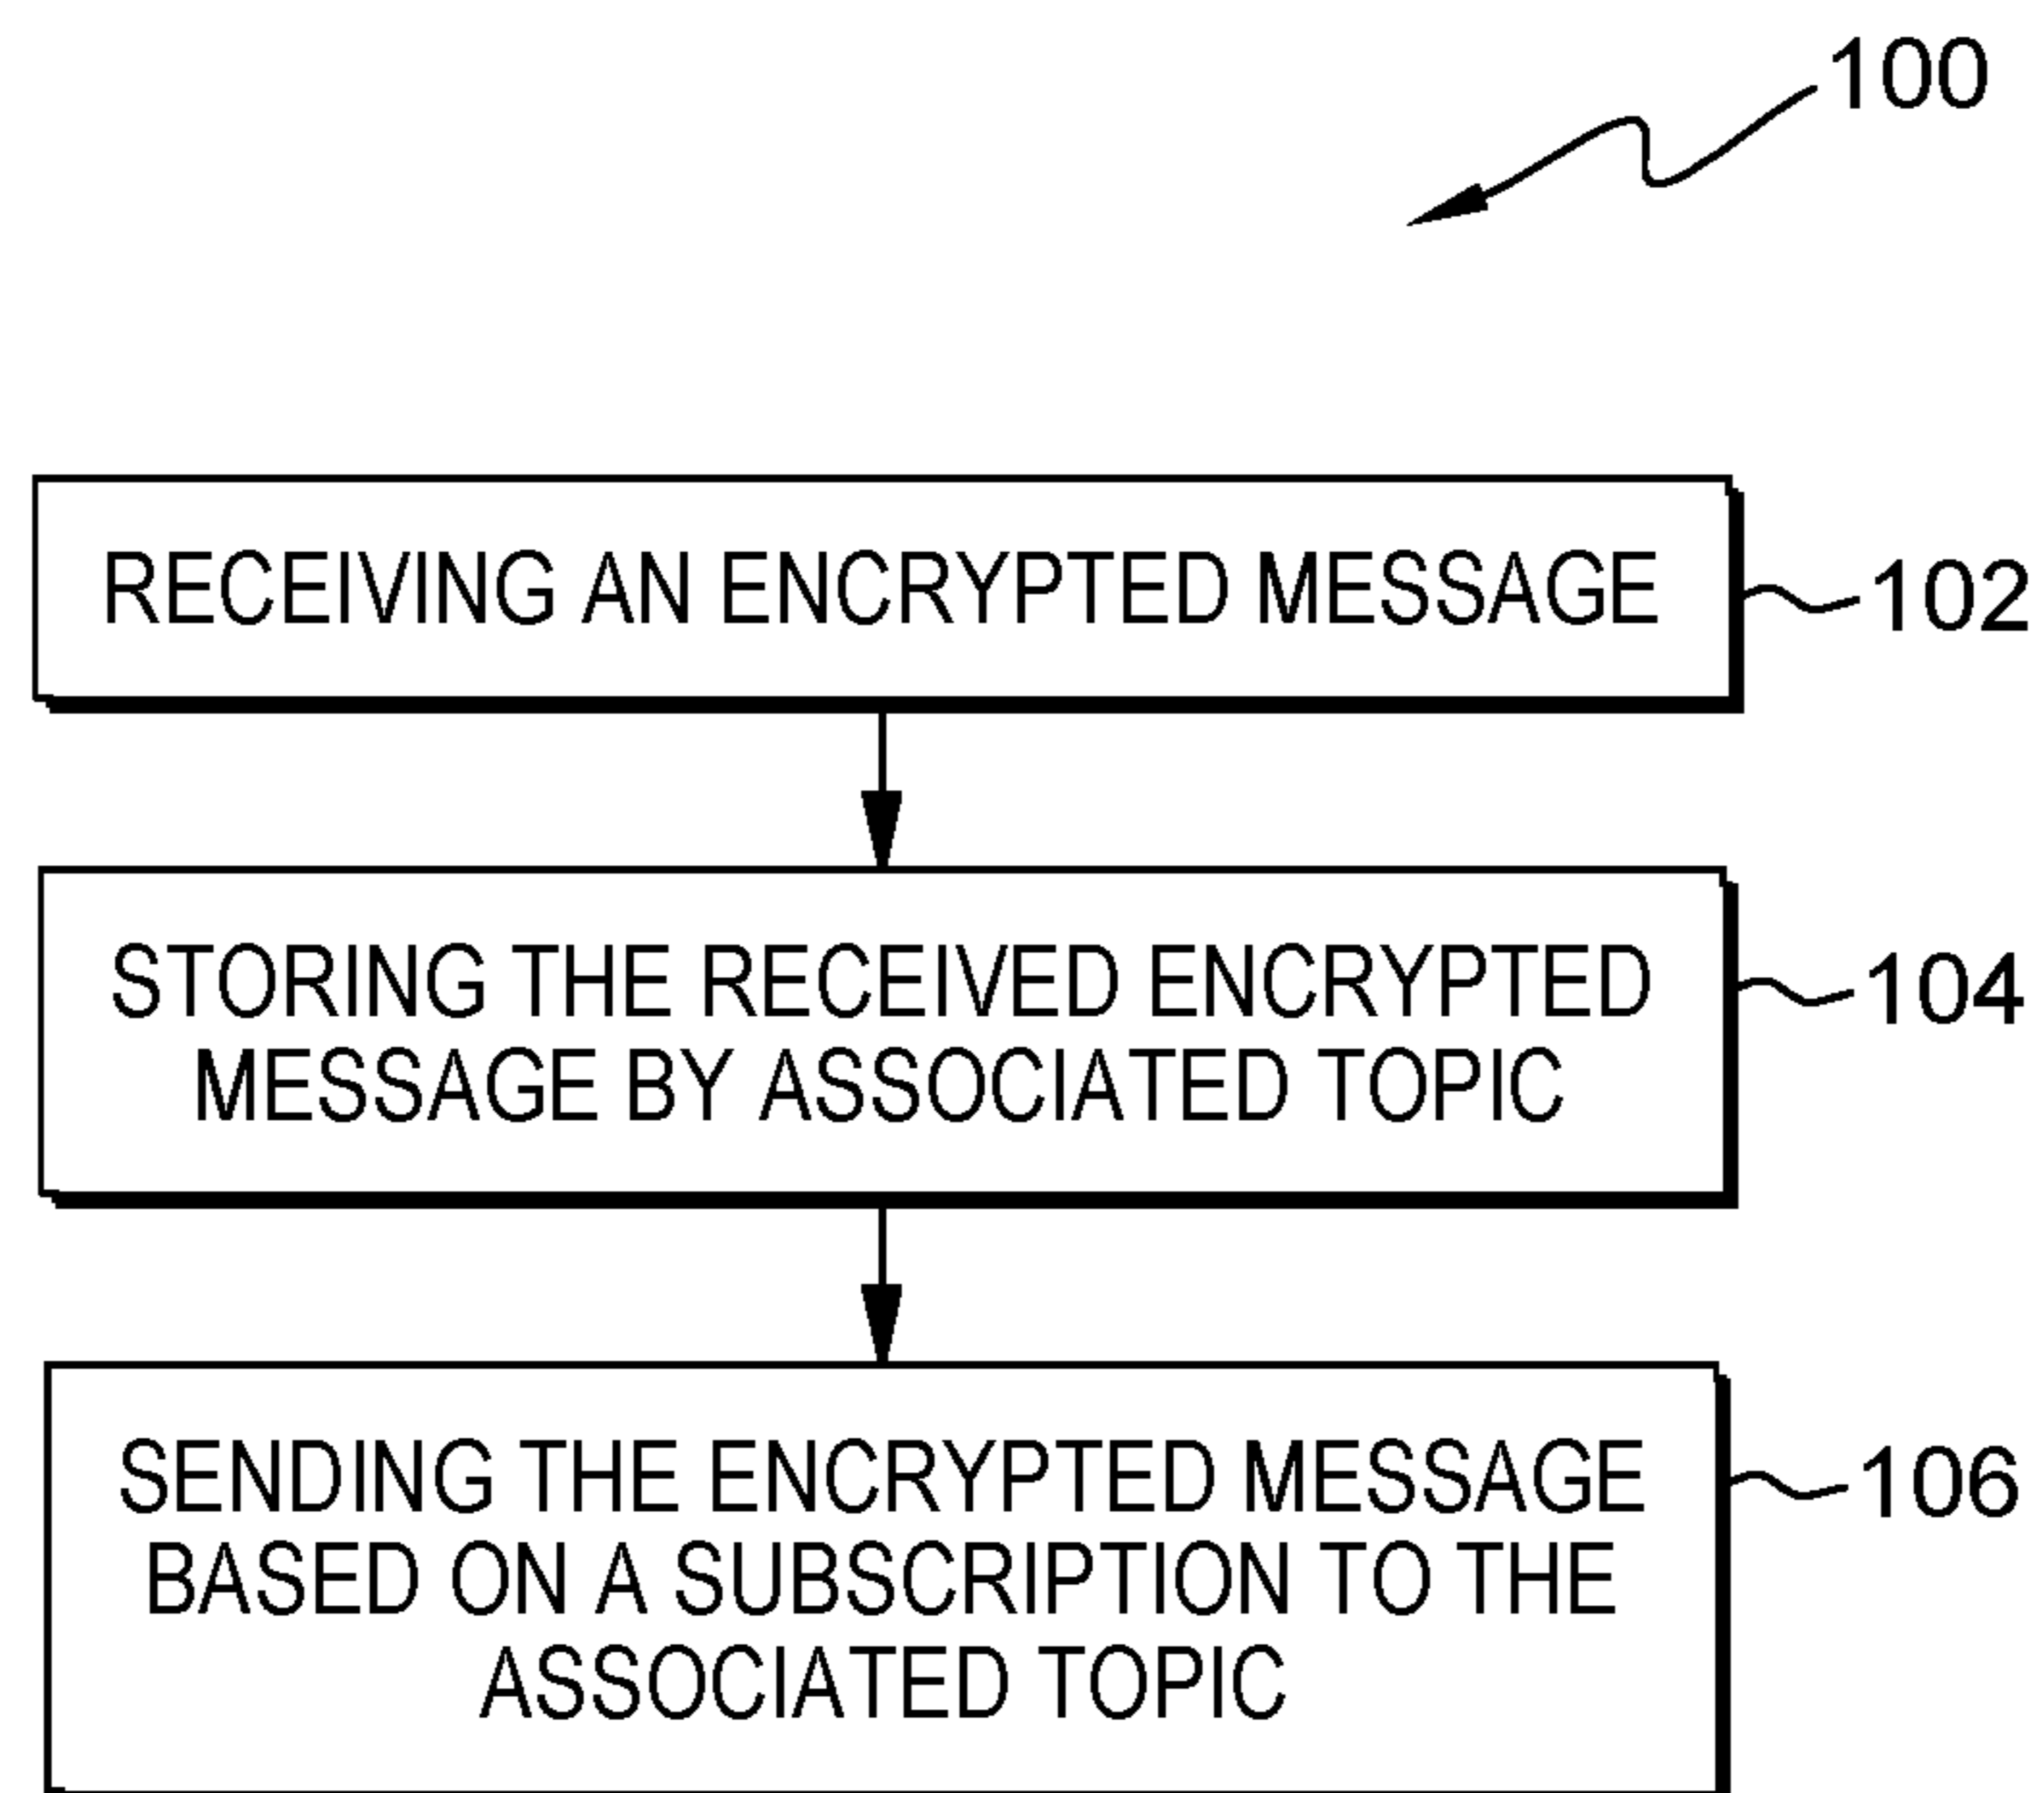 100
RECEIVING AN ENCRYPTED MESSAGE
102
STORING THE RECEIVED ENCRYPTED
MESSAGE BY ASSOCIATED TOPIC
104
SENDING THE ENCRYPTED MESSAGE
BASED ON A SUBSCRIPTION TO THE
ASSOCIATED TOPIC
106